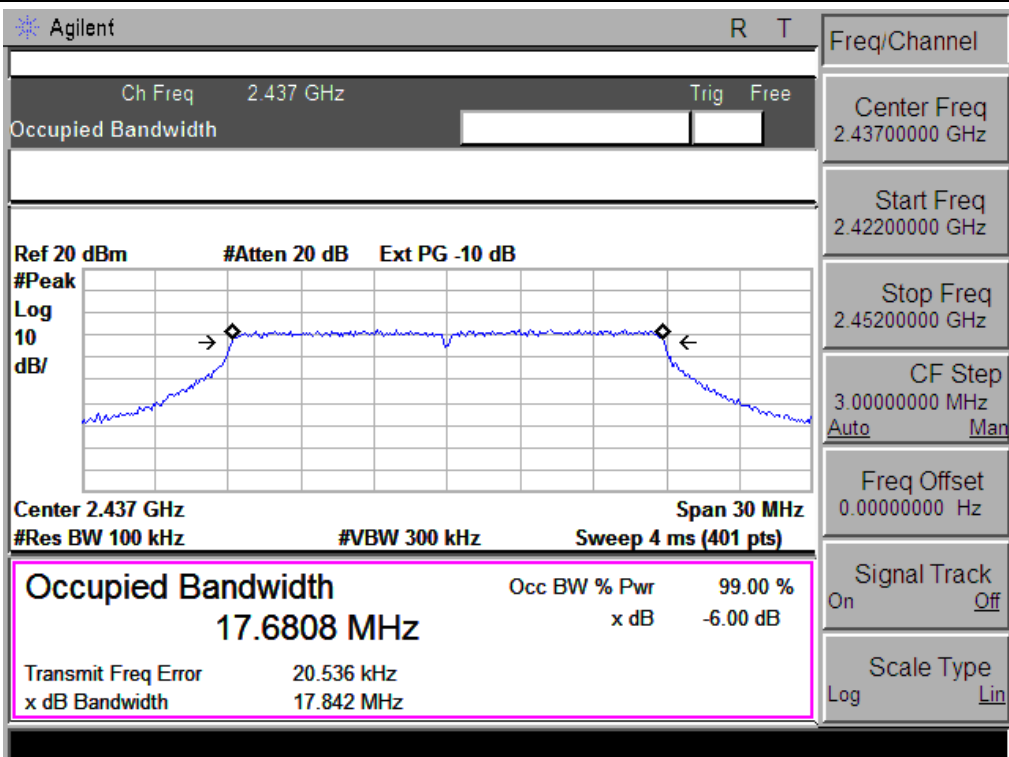 Agilent R T
Ch Freq 2.437 GHz Trig Free
Occupied Bandwidth
Ref 20 dBm #Atten 20 dB Ext PG -10 dB
#Peak
Log
10
dB/
Center 2.437 GHz Span 30 MHz
#Res BW 100 kHz #VBW 300 kHz Sweep 4 ms (401 pts)
Occupied Bandwidth Occ BW % Pwr 99.00 %
17.6808 MHz x dB -6.00 dB
Transmit Freq Error 20.536 kHz
x dB Bandwidth 17.842 MHz
Freq/Channel
Center Freq
2.43700000 GHz
Start Freq
2.42200000 GHz
Stop Freq
2.45200000 GHz
CF Step
3.00000000 MHz
Auto Man
Freq Offset
0.00000000 Hz
Signal Track
On Off
Scale Type
Log Lin